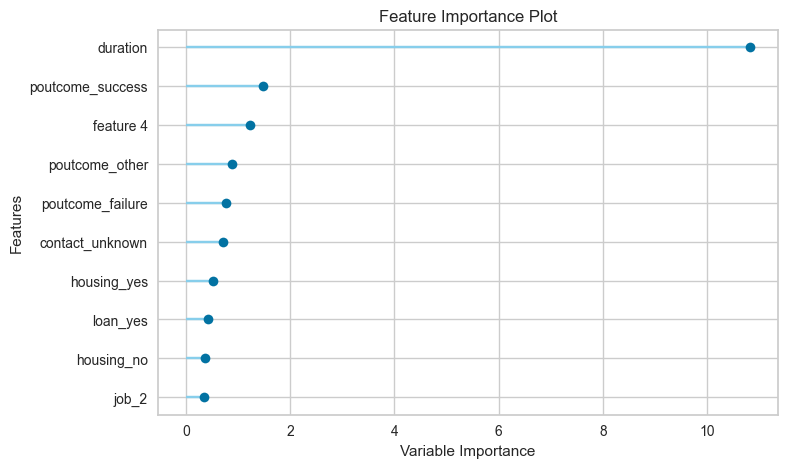 Feature Importance Plot
Features
duration
poutcome_success
feature 4
poutcome_other
poutcome_failure
contact_unknown
housing_yes
loan_yes
housing_no
job_2
0 2 4 6 8 10
Variable Importance